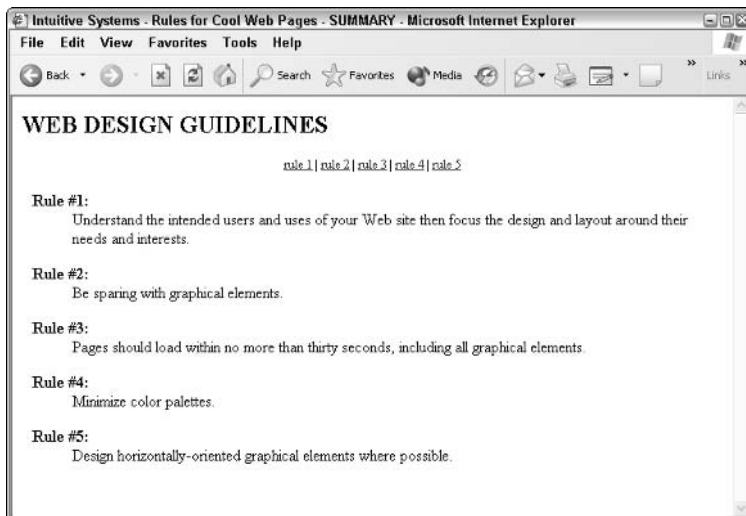 Intuitive Systems - Rules for Cool Web Pages - SUMMARY - Microsoft Internet Explorer
File Edit View Favorites Tools Help
Back Search Favorites Media » Links »
WEB DESIGN GUIDELINES
rule 1 | rule 2 | rule 3 | rule 4 | rule 5
Rule #1:
Understand the intended users and uses of your Web site then focus the design and layout around their
needs and interests.
Rule #2:
Be sparing with graphical elements.
Rule #3:
Pages should load within no more than thirty seconds, including all graphical elements.
Rule #4:
Minimize color palettes.
Rule #5:
Design horizontally-oriented graphical elements where possible.